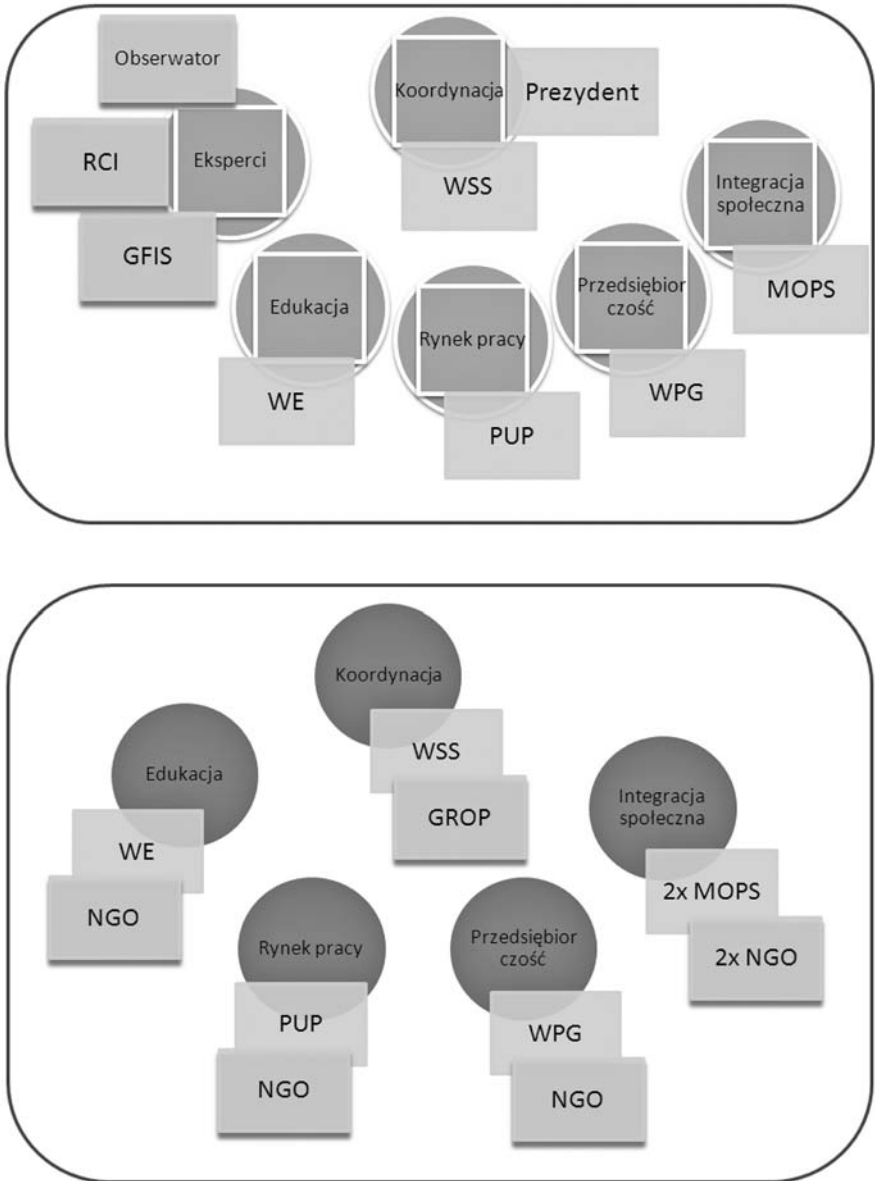 Obserwator
Koordynacja
Prezydent
RCI
Eksperci
WSS
Integracja
społeczna
GFIS
MOPS
Edukacja
Przedsiębior
czość
Rynek pracy
WE
WPG
PUP
Koordynacja
WSS
GROP
Edukacja
WE
NGO
Integracja
społeczna
2x MOPS
2x NGO
Rynek pracy
PUP
NGO
Przedsiębior
czość
WPG
NGO